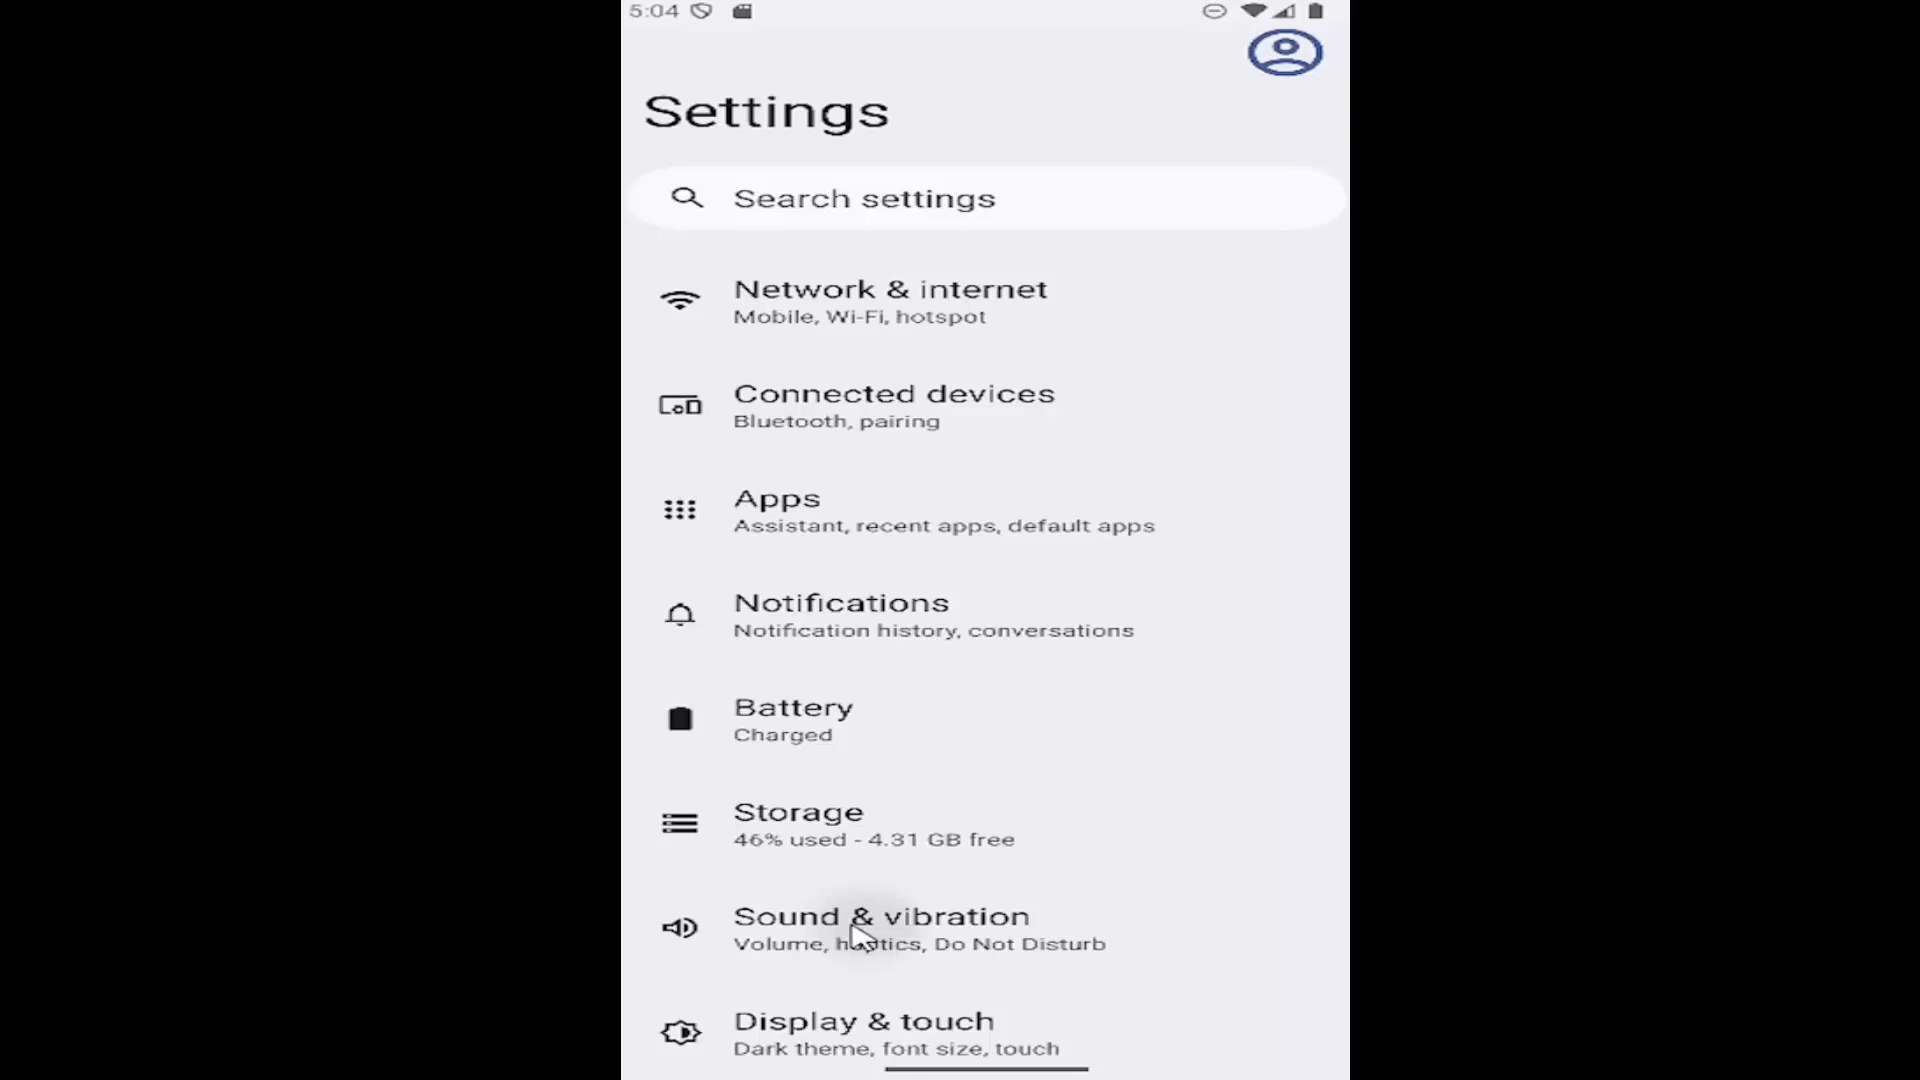 5:04
Settings
Search settings
Network & internet
Mobile, Wi-Fi, hotspot
Connected devices
Bluetooth, pairing
Apps
Assistant, recent apps, default apps
Notifications
Notification history, conversations
Battery
Charged
Storage
46% used - 4.31 GB free
Sound & vibration
Volume, haptics, Do Not Disturb
Display & touch
Dark theme, font size, touch